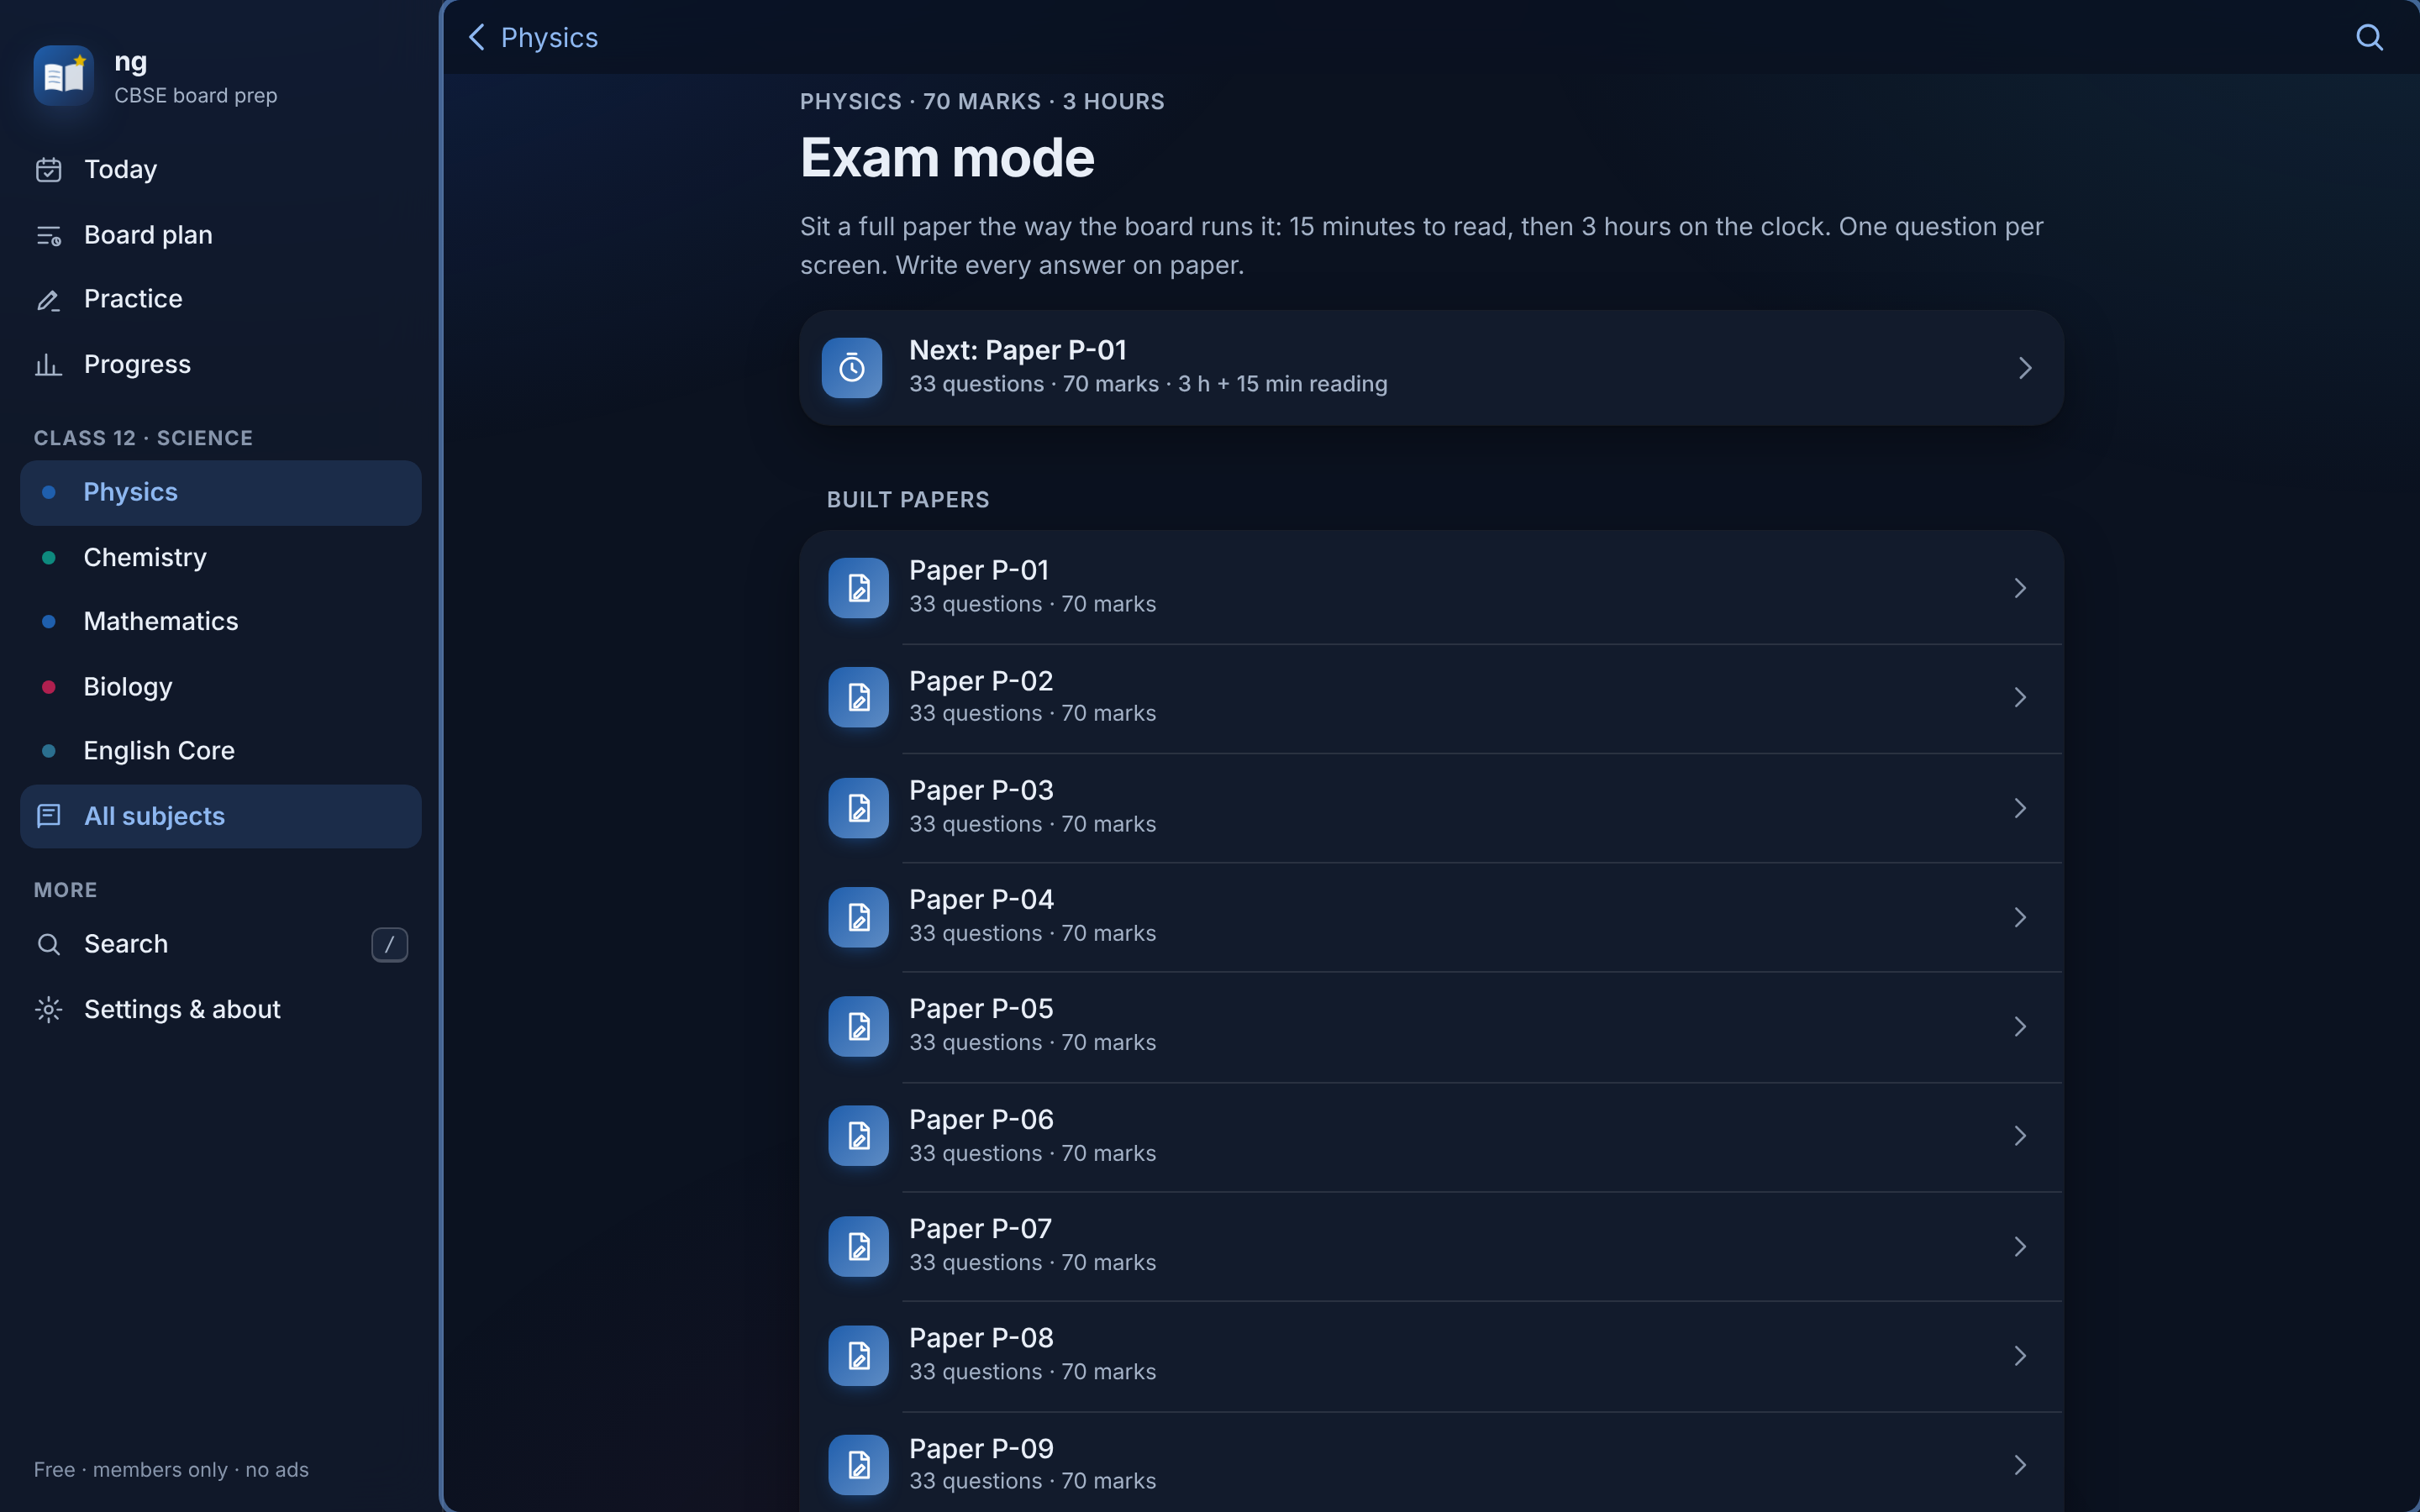 ng
CBSE board prep
Today
Board plan
Practice
Progress
CLASS 12 · SCIENCE
Physics
Chemistry
Mathematics
Biology
English Core
All subjects
MORE
Search
/
Settings & about
Free · members only · no ads
Physics
PHYSICS · 70 MARKS · 3 HOURS
Exam mode
Sit a full paper the way the board runs it: 15 minutes to read, then 3 hours on the clock. One question per
screen. Write every answer on paper.
Next: Paper P-01
33 questions · 70 marks · 3 h + 15 min reading
BUILT PAPERS
Paper P-01
33 questions · 70 marks
Paper P-02
33 questions · 70 marks
Paper P-03
33 questions · 70 marks
Paper P-04
33 questions · 70 marks
Paper P-05
33 questions · 70 marks
Paper P-06
33 questions · 70 marks
Paper P-07
33 questions · 70 marks
Paper P-08
33 questions · 70 marks
Paper P-09
33 questions · 70 marks